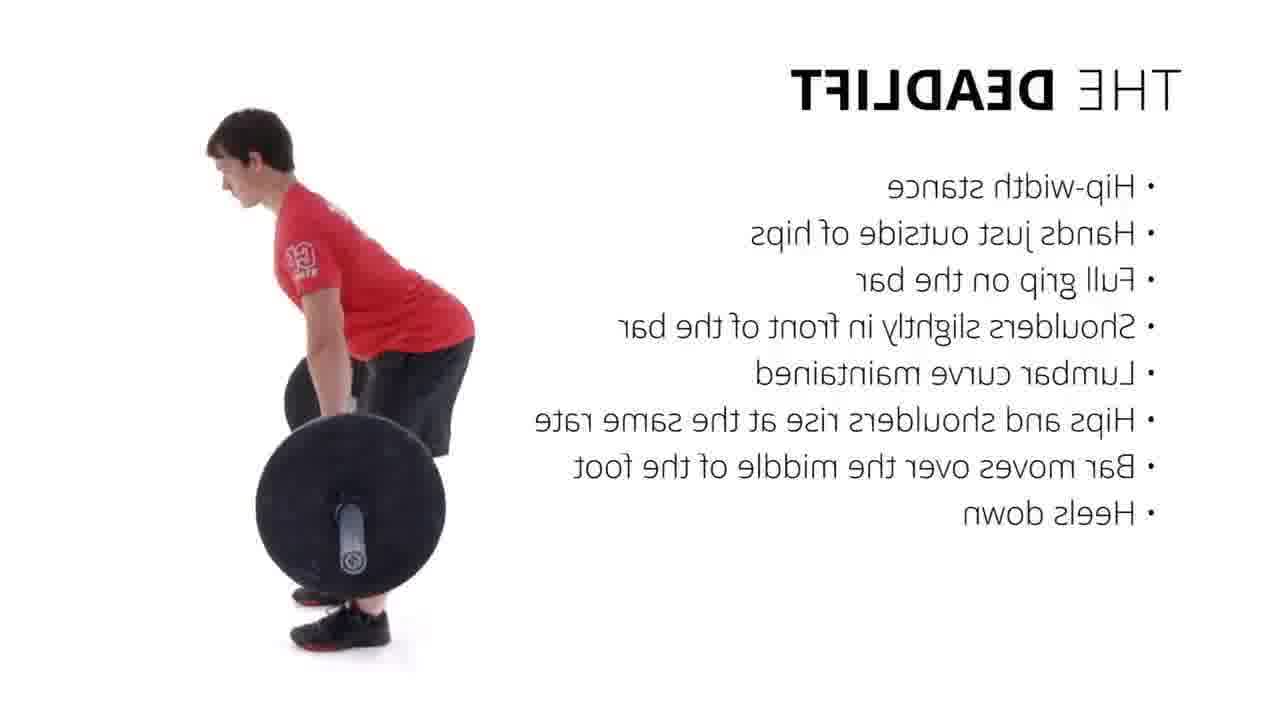 THE DEADLIFT
• Hip-width stance
• Hands just outside of hips
• Full grip on the bar
• Shoulders slightly in front of the bar
• Lumbar curve maintained
• Hips and shoulders rise at the same rate
• Bar moves over the middle of the foot
• Heels down